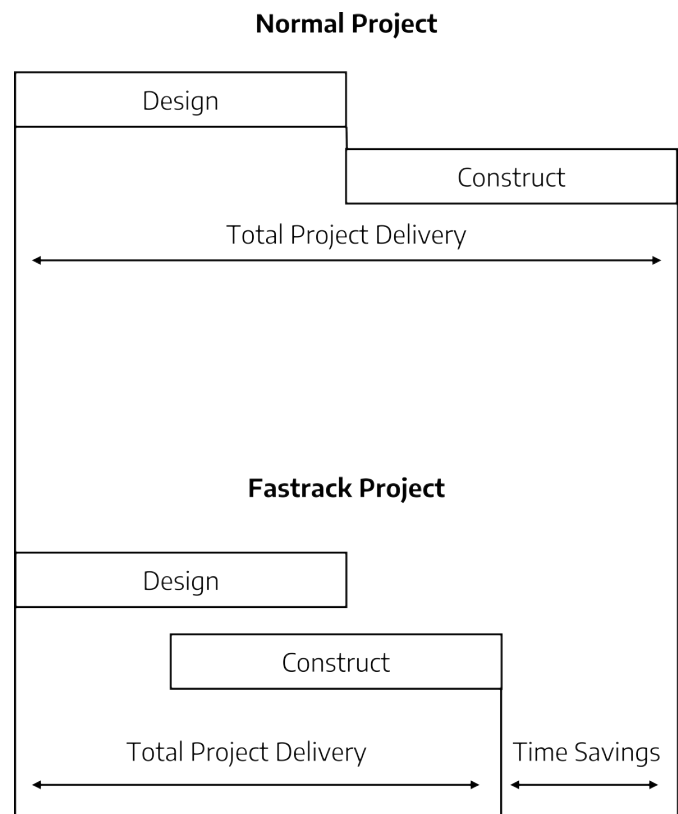 Normal Project
Design
Construct
Total Project Delivery
Fastrack Project
Design
Construct
Total Project Delivery
Time Savings